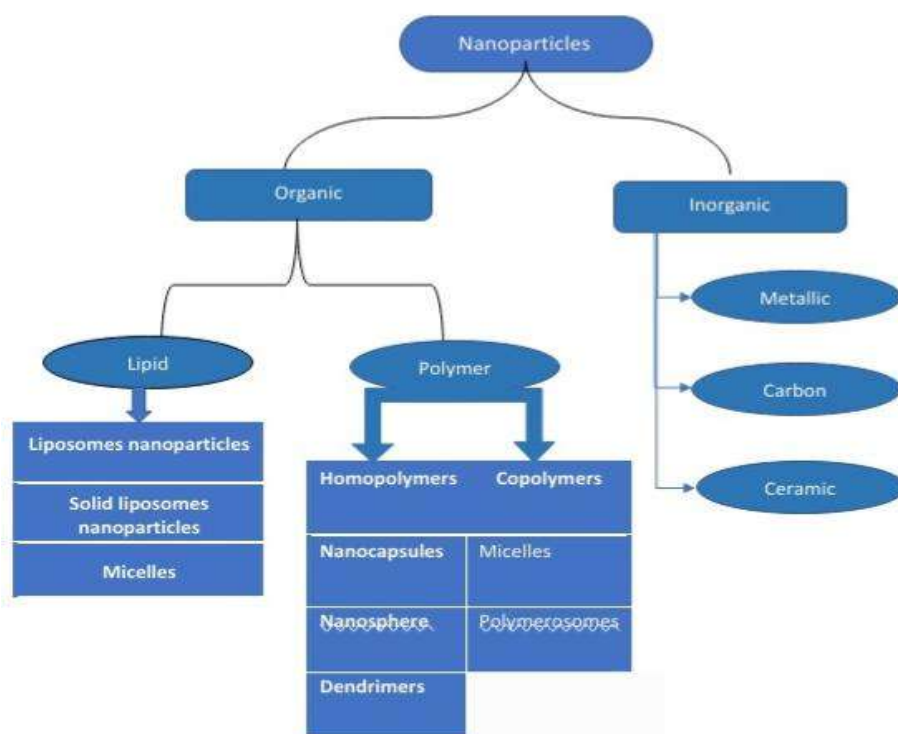 Nanoparticles
Organic
Inorganic
Metallic
Lipid
Polymer
Carbon
Liposomes nanoparticles
Homopolymers Copolymers
Ceramic
Solid liposomes
nanoparticles
Nanocapsules Micelles
Micelles
Nanosphere Polymerosomes
Dendrimers